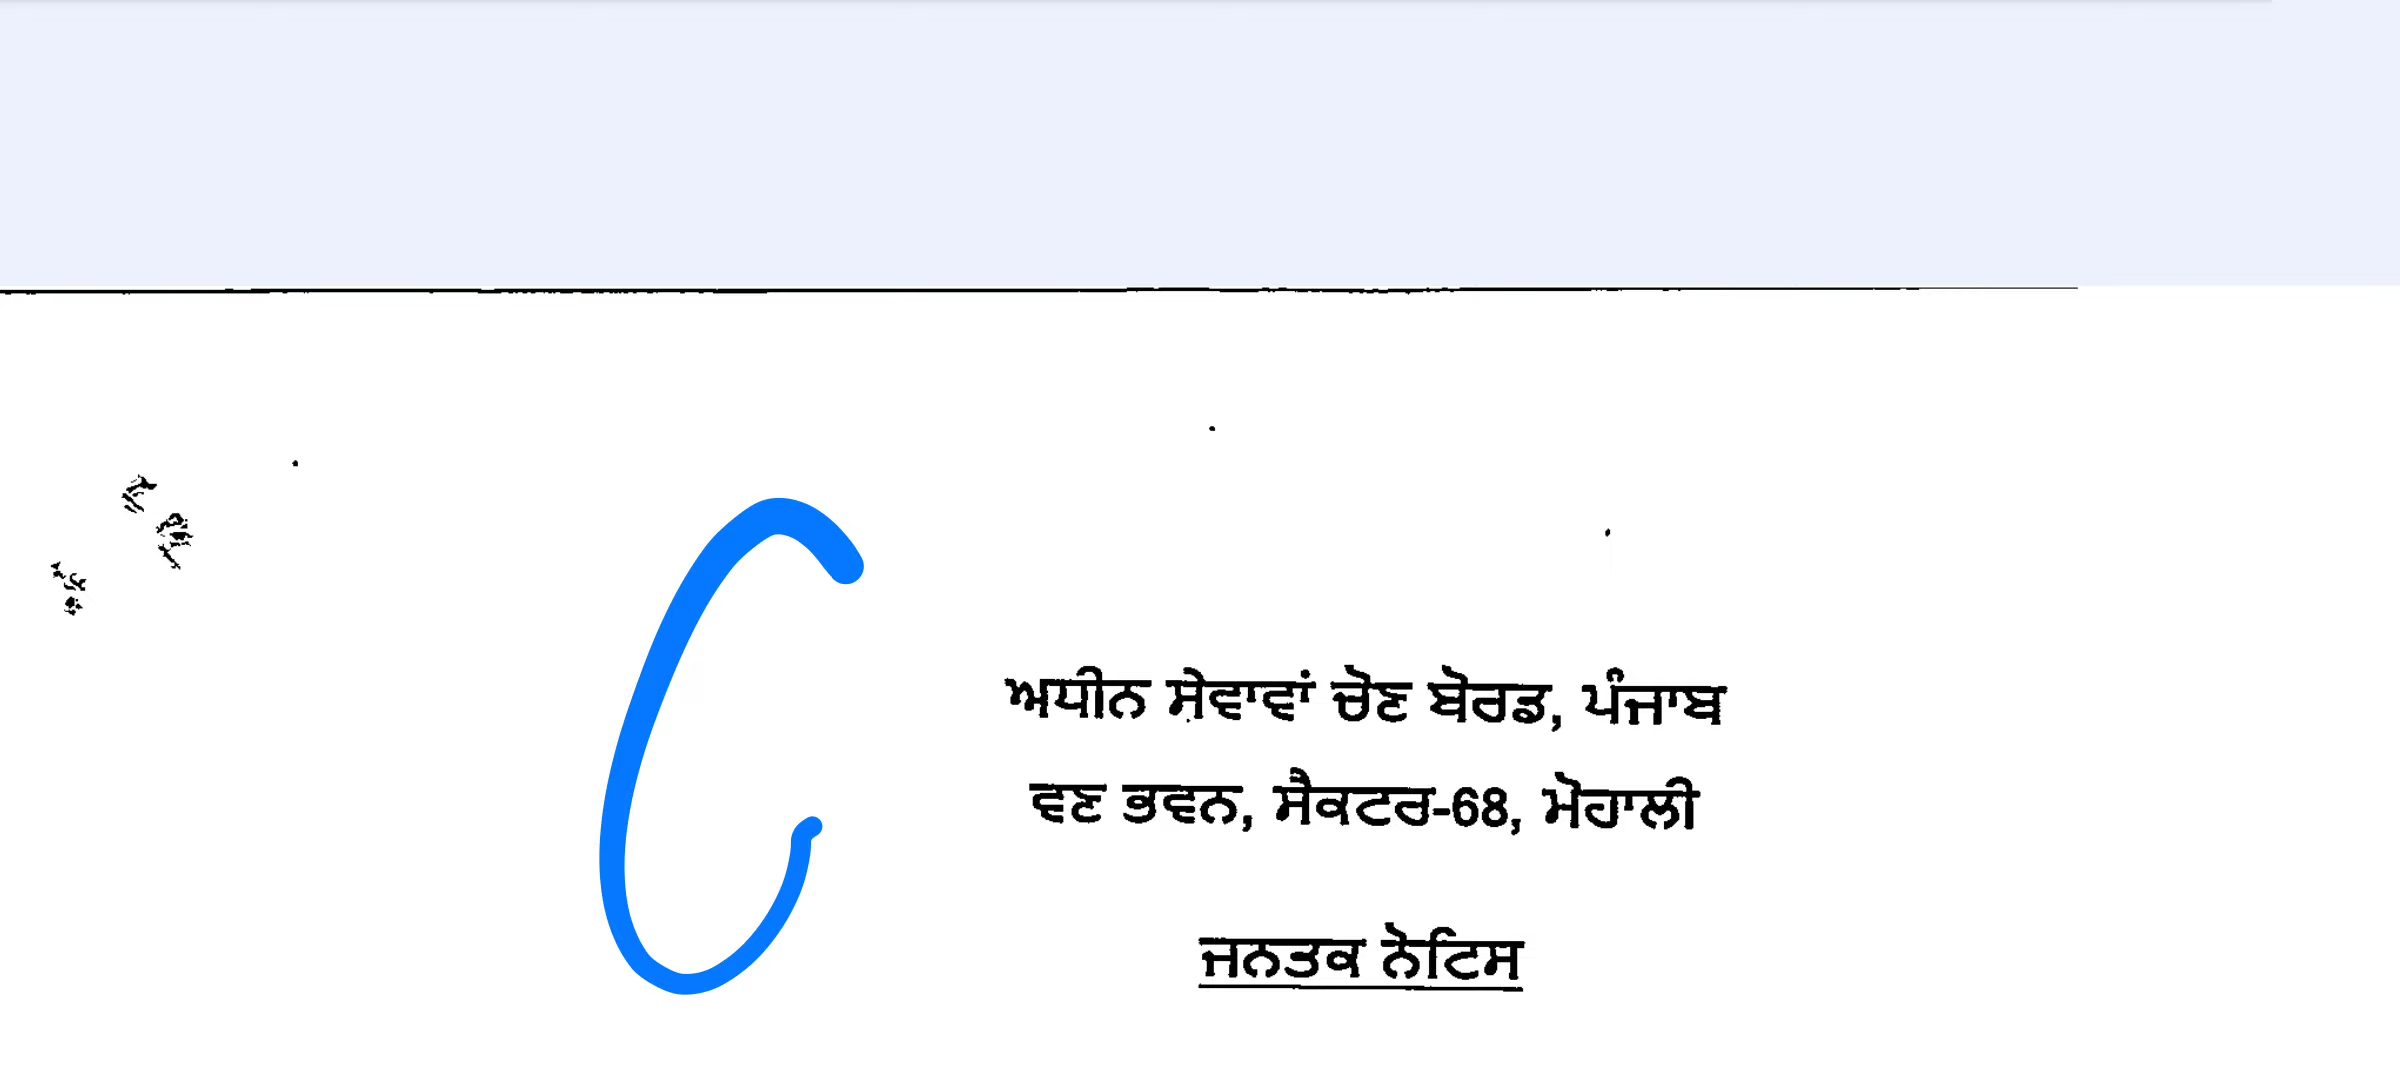 C
ਅਧੀਨ ਸੇਵਾਵਾਂ ਚੋਣ ਬੋਰਡ, ਪੰਜਾਬ
ਵਣ ਭਵਨ, ਸੈਕਟਰ-68, ਮੋਹਾਲੀ
ਜਨਤਕ ਨੋਟਿਸ